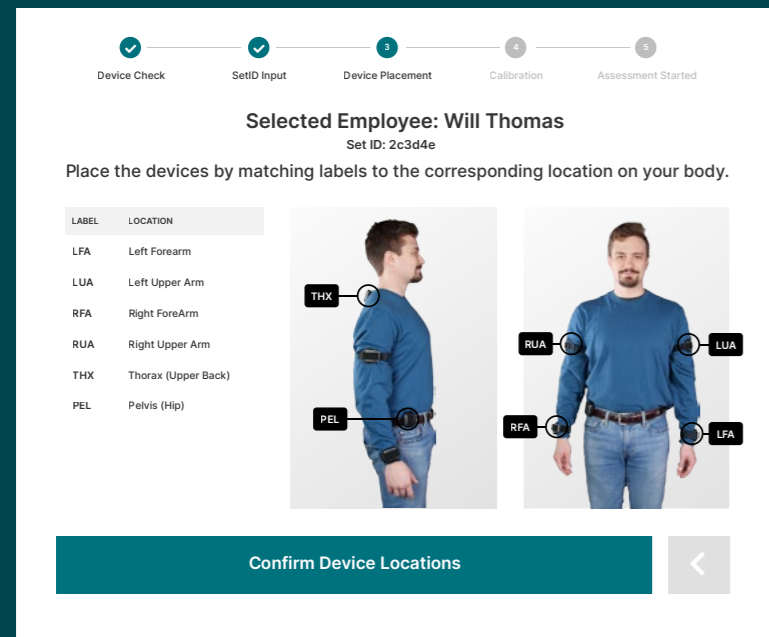 3
4
5
Device Check
SetID Input
Device Placement
Calibration
Assessment Started
Selected Employee: Will Thomas
Set ID: 2c3d4e
Place the devices by matching labels to the corresponding location on your body.
LABEL LOCATION
LFA Left Forearm
LUA Left Upper Arm
RFA Right ForeArm
RUA Right Upper Arm
THX Thorax (Upper Back)
PEL Pelvis (Hip)
THX
PEL
RUA
LUA
RFA
LFA
Confirm Device Locations